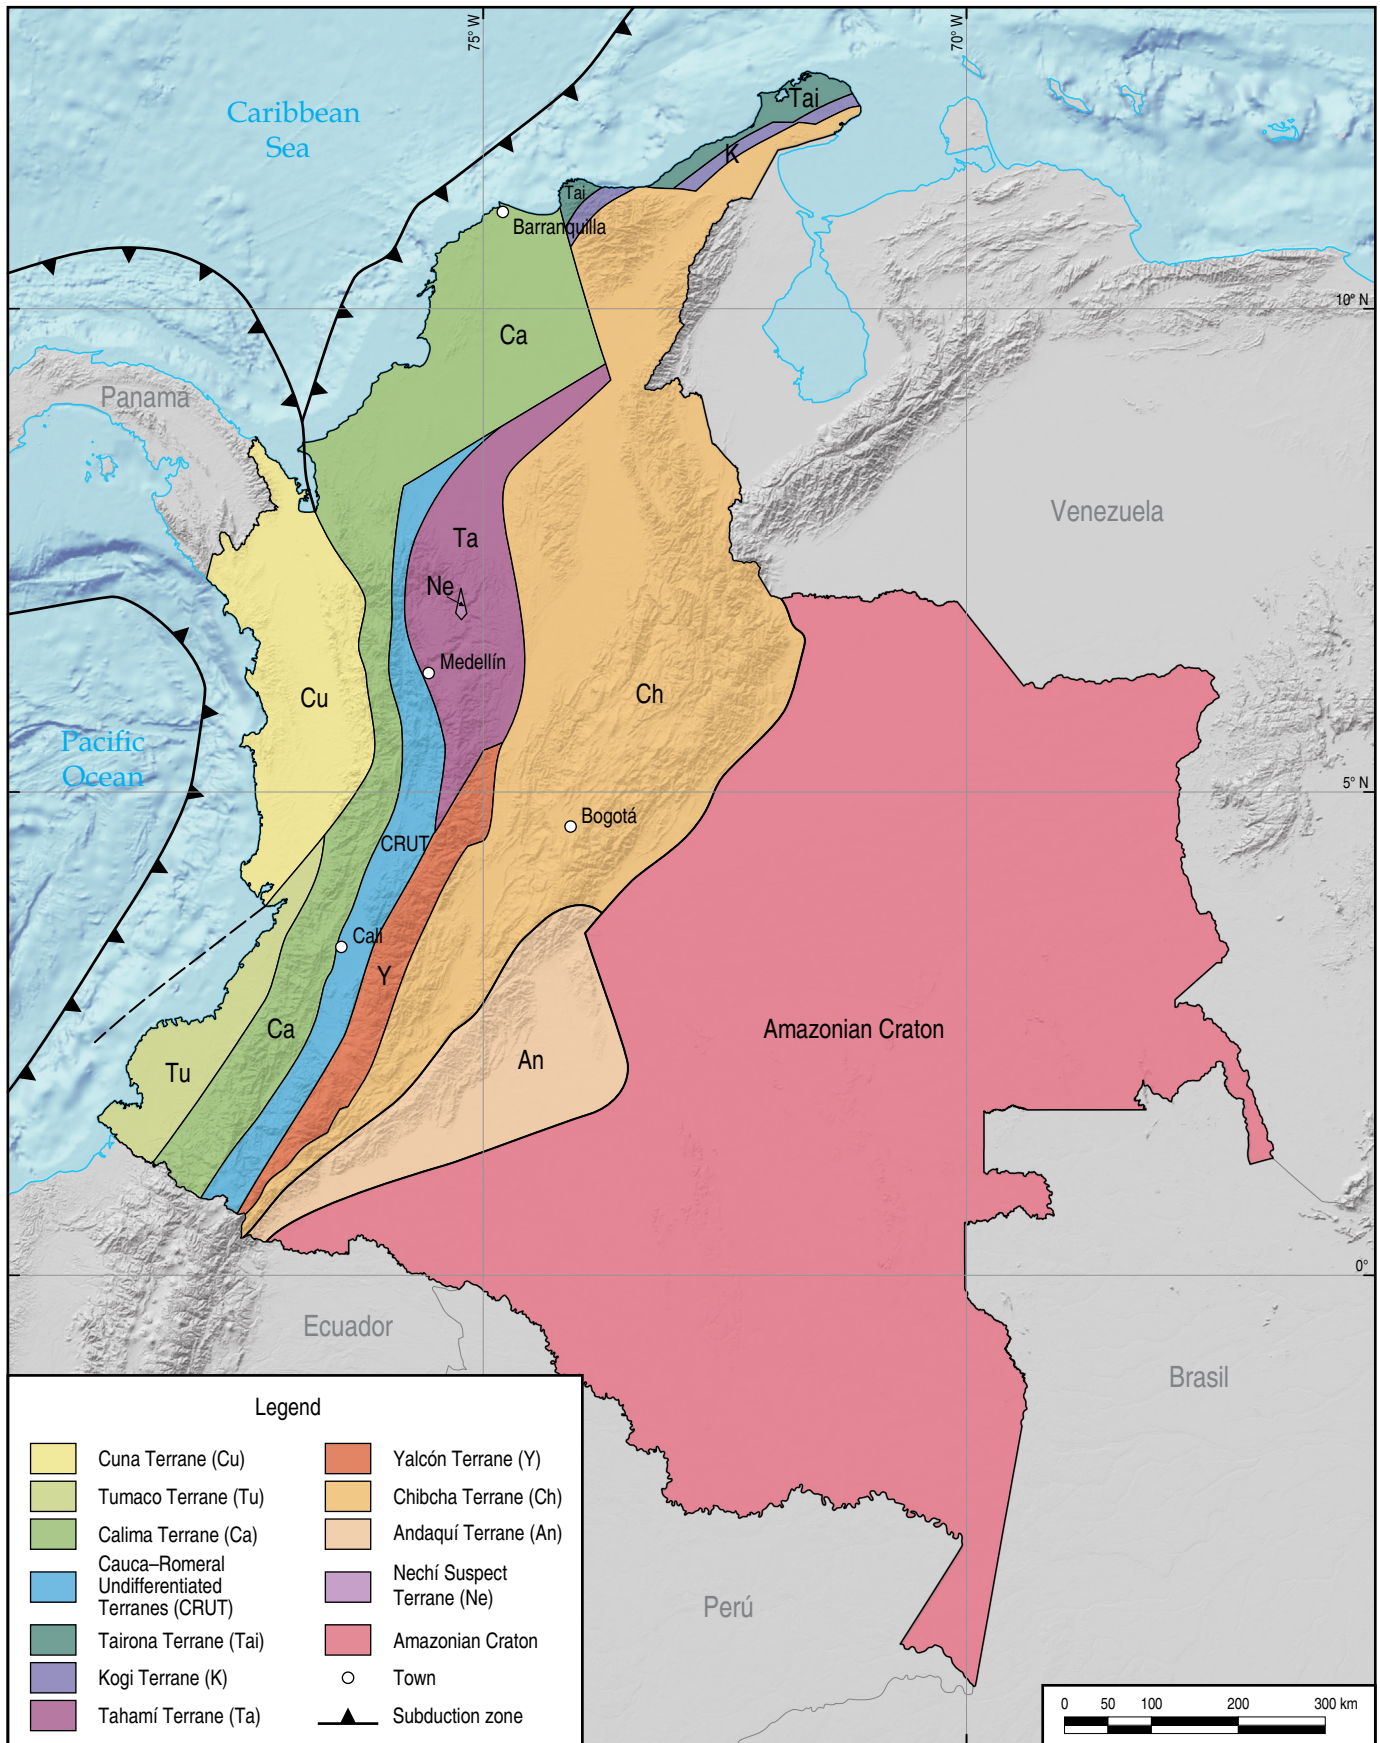 75° W
70° W
Caribbean
Sea
Tai
K
Tai
Barranquilla
10° N
Ca
Panamá
Venezuela
Ta
Ne
Medellín
Cu
Ch
Pacific
Ocean
5° N
Bogotá
CRUT
Cali
Y
Ca
Amazonian Craton
An
Tu
0°
Ecuador
Brasil
Perú
Legend
Cuna Terrane (Cu)
Tumaco Terrane (Tu)
Calima Terrane (Ca)
Cauca–Romeral
Undifferentiated
Terranes (CRUT)
Tairona Terrane (Tai)
Kogi Terrane (K)
Tahamí Terrane (Ta)
Yalcón Terrane (Y)
Chibcha Terrane (Ch)
Andaquí Terrane (An)
Nechí Suspect
Terrane (Ne)
Amazonian Craton
Town
Subduction zone
0 50 100 200 300 km